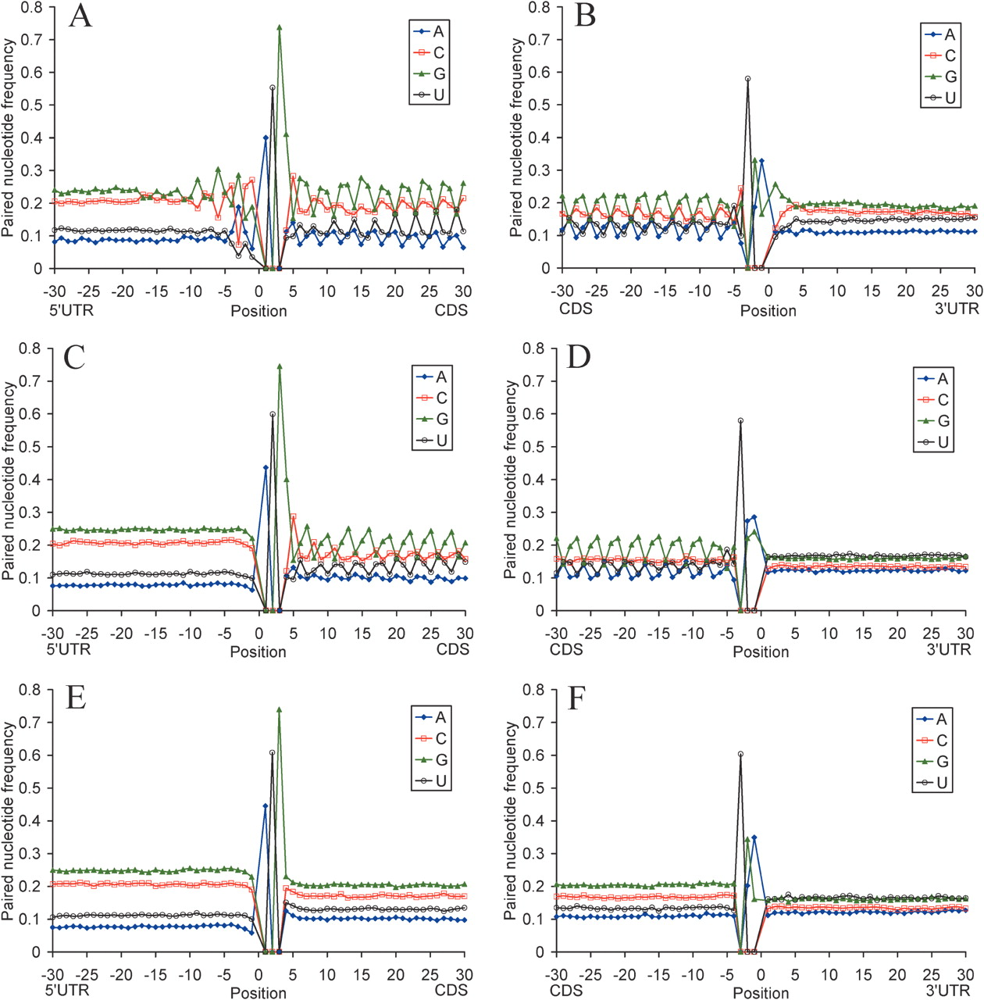 A
Paired nucleotide frequency
0.8
0.7
0.6
0.5
0.4
0.3
0.2
0.1
0
A
C
G
U
-30 -25 -20 -15 -10 -5 0 5 10 15 20 25 30
5'UTR Position CDS
B
Paired nucleotide frequency
0.8
0.7
0.6
0.5
0.4
0.3
0.2
0.1
0
A
C
G
U
-30 -25 -20 -15 -10 -5 0 5 10 15 20 25 30
CDS Position 3'UTR
C
Paired nucleotide frequency
0.8
0.7
0.6
0.5
0.4
0.3
0.2
0.1
0
A
C
G
U
-30 -25 -20 -15 -10 -5 0 5 10 15 20 25 30
5'UTR Position CDS
D
Paired nucleotide frequency
0.8
0.7
0.6
0.5
0.4
0.3
0.2
0.1
0
A
C
G
U
-30 -25 -20 -15 -10 -5 0 5 10 15 20 25 30
CDS Position 3'UTR
E
Paired nucleotide frequency
0.8
0.7
0.6
0.5
0.4
0.3
0.2
0.1
0
A
C
G
U
-30 -25 -20 -15 -10 -5 0 5 10 15 20 25 30
5'UTR Position CDS
F
Paired nucleotide frequency
0.8
0.7
0.6
0.5
0.4
0.3
0.2
0.1
0
A
C
G
U
-30 -25 -20 -15 -10 -5 0 5 10 15 20 25 30
CDS Position 3'UTR